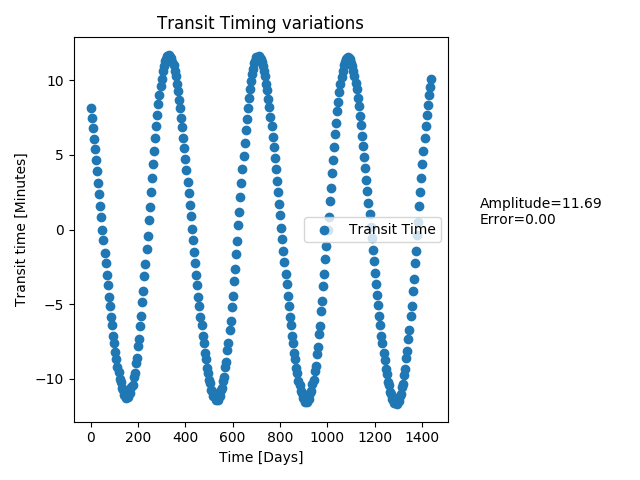 Transit Timing variations
10
5
0
−5
−10
Transit time [Minutes]
Transit Time
Amplitude=11.69
Error=0.00
0 200 400 600 800 1000 1200 1400
Time [Days]